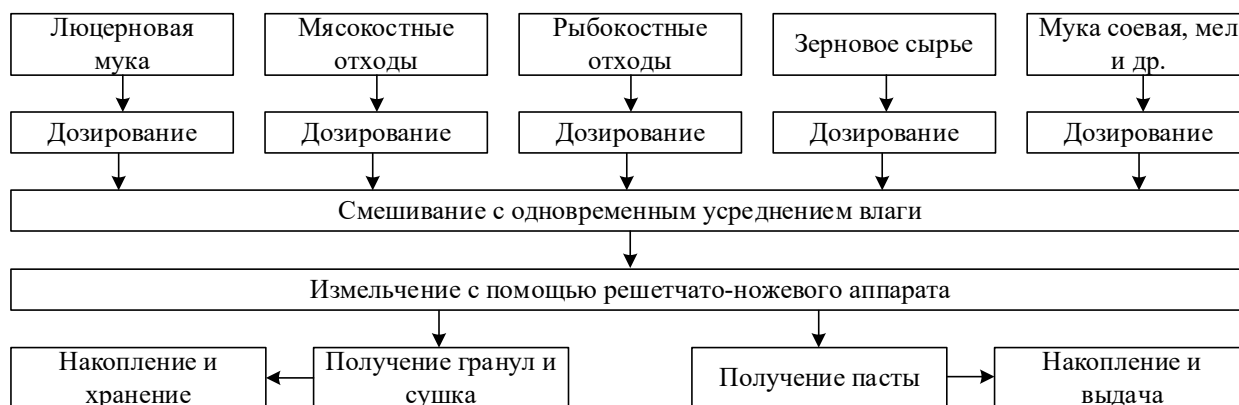 Люцерновая
мука
Мясокостные
отходы
Рыбокостные
отходы
Зерновое сырье
Мука соевая, мел
и др.
Дозирование
Дозирование
Дозирование
Дозирование
Дозирование
Смешивание с одновременным усреднением влаги
Измельчение с помощью решетчато-ножевого аппарата
Накопление и
хранение
Получение гранул и
сушка
Получение пасты
Накопление и
выдача